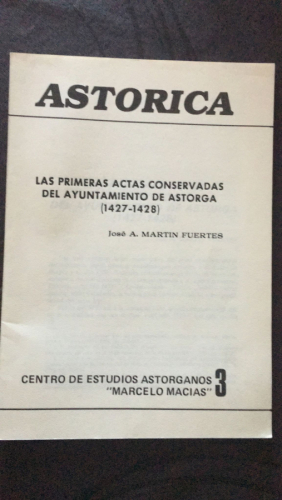 ASTORICA
LAS PRIMERAS ACTAS CONSERVADAS
DEL AYUNTAMIENTO DE ASTORGA
(1427-1428)
José A. MARTIN FUERTES
CENTRO DE ESTUDIOS ASTORGANOS 3
"MARCELO MACIAS"